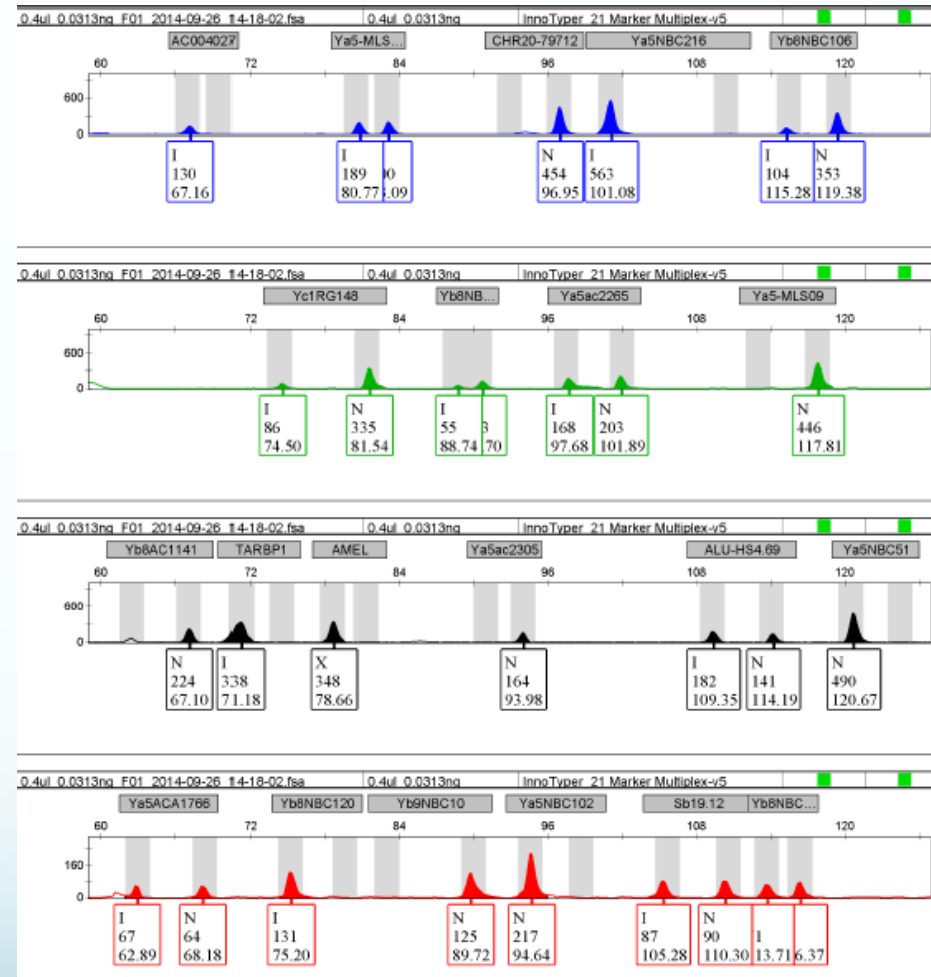 0.4ul_0.0313ng_F01_2014-09-26_14-18-02.fsa 0.4ul_0.0313ng InnoTyper_21 Marker Multiplex-v5
AC004027 Ya5-MLS... CHR20-79712 Ya5NBC216 Yb8NBC106
60 72 84 96 108 120
600
0
I I N I I N
130 189 00 454 563 104 353
67.16 80.77 .09 96.95 101.08 115.28 119.38
0.4ul_0.0313ng_F01_2014-09-26_14-18-02.fsa 0.4ul_0.0313ng InnoTyper_21 Marker Multiplex-v5
Yc1RG148 Yb8NB... Ya5ac2265 Ya5-MLS09
60 72 84 96 108 120
600
0
I N I I N N
86 335 55 3 168 203 446
74.50 81.54 88.74 70 97.68 101.89 117.81
0.4ul_0.0313ng_F01_2014-09-26_14-18-02.fsa 0.4ul_0.0313ng InnoTyper_21 Marker Multiplex-v5
Yb8AC1141 TARBP1 AMEL Ya5ac2305 ALU-HS4.69 Ya5NBC51
60 72 84 96 108 120
600
0
N I X N I N N
224 338 348 164 182 141 490
67.10 71.18 78.66 93.98 109.35 114.19 120.67
0.4ul_0.0313ng_F01_2014-09-26_14-18-02.fsa 0.4ul_0.0313ng InnoTyper_21 Marker Multiplex-v5
Ya5ACA1766 Yb8NBC120 Yb9NBC10 Ya5NBC102 Sb19.12 Yb8NBC...
60 72 84 96 108 120
160
0
I N I N N I N
67 64 131 125 217 87 90 1
62.89 68.18 75.20 89.72 94.64 105.28 110.30 13.71 6.37